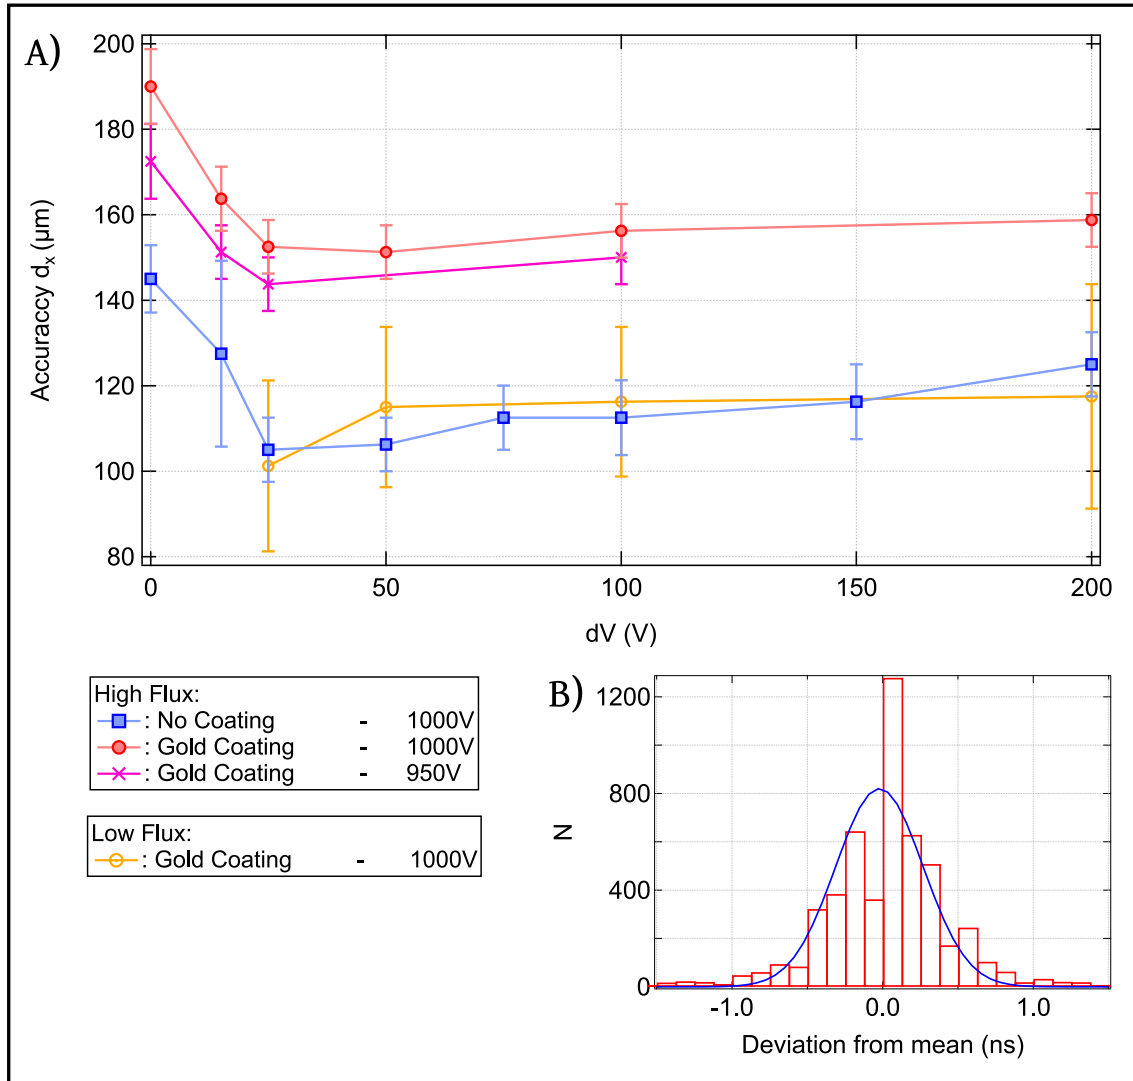 A)
200
180
160
140
120
100
80
Accuraccy dₓ (µm)
0 50 100 150 200
dV (V)
High Flux:
: No Coating - 1000V
: Gold Coating - 1000V
: Gold Coating - 950V
Low Flux:
: Gold Coating - 1000V
B)
1200
800
400
0
N
-1.0 0.0 1.0
Deviation from mean (ns)